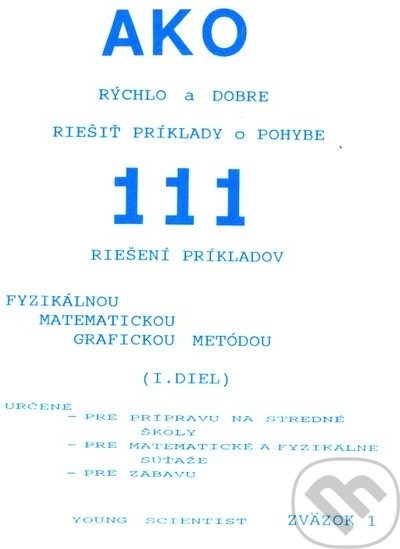 AKO
RÝCHLO a DOBRE
RIEŠIŤ PRÍKLADY o POHYBE
111
RIEŠENÍ PRÍKLADOV
FYZIKÁLNOU
MATEMATICKOU
GRAFICKOU METÓDOU
(I.DIEL)
URČENÉ
– PRE PRÍPRAVU NA STREDNÉ
ŠKOLY
– PRE MATEMATICKÉ A FYZIKÁLNE
SÚŤAŽE
– PRE ZÁBAVU
YOUNG SCIENTIST ZVÄZOK 1
m